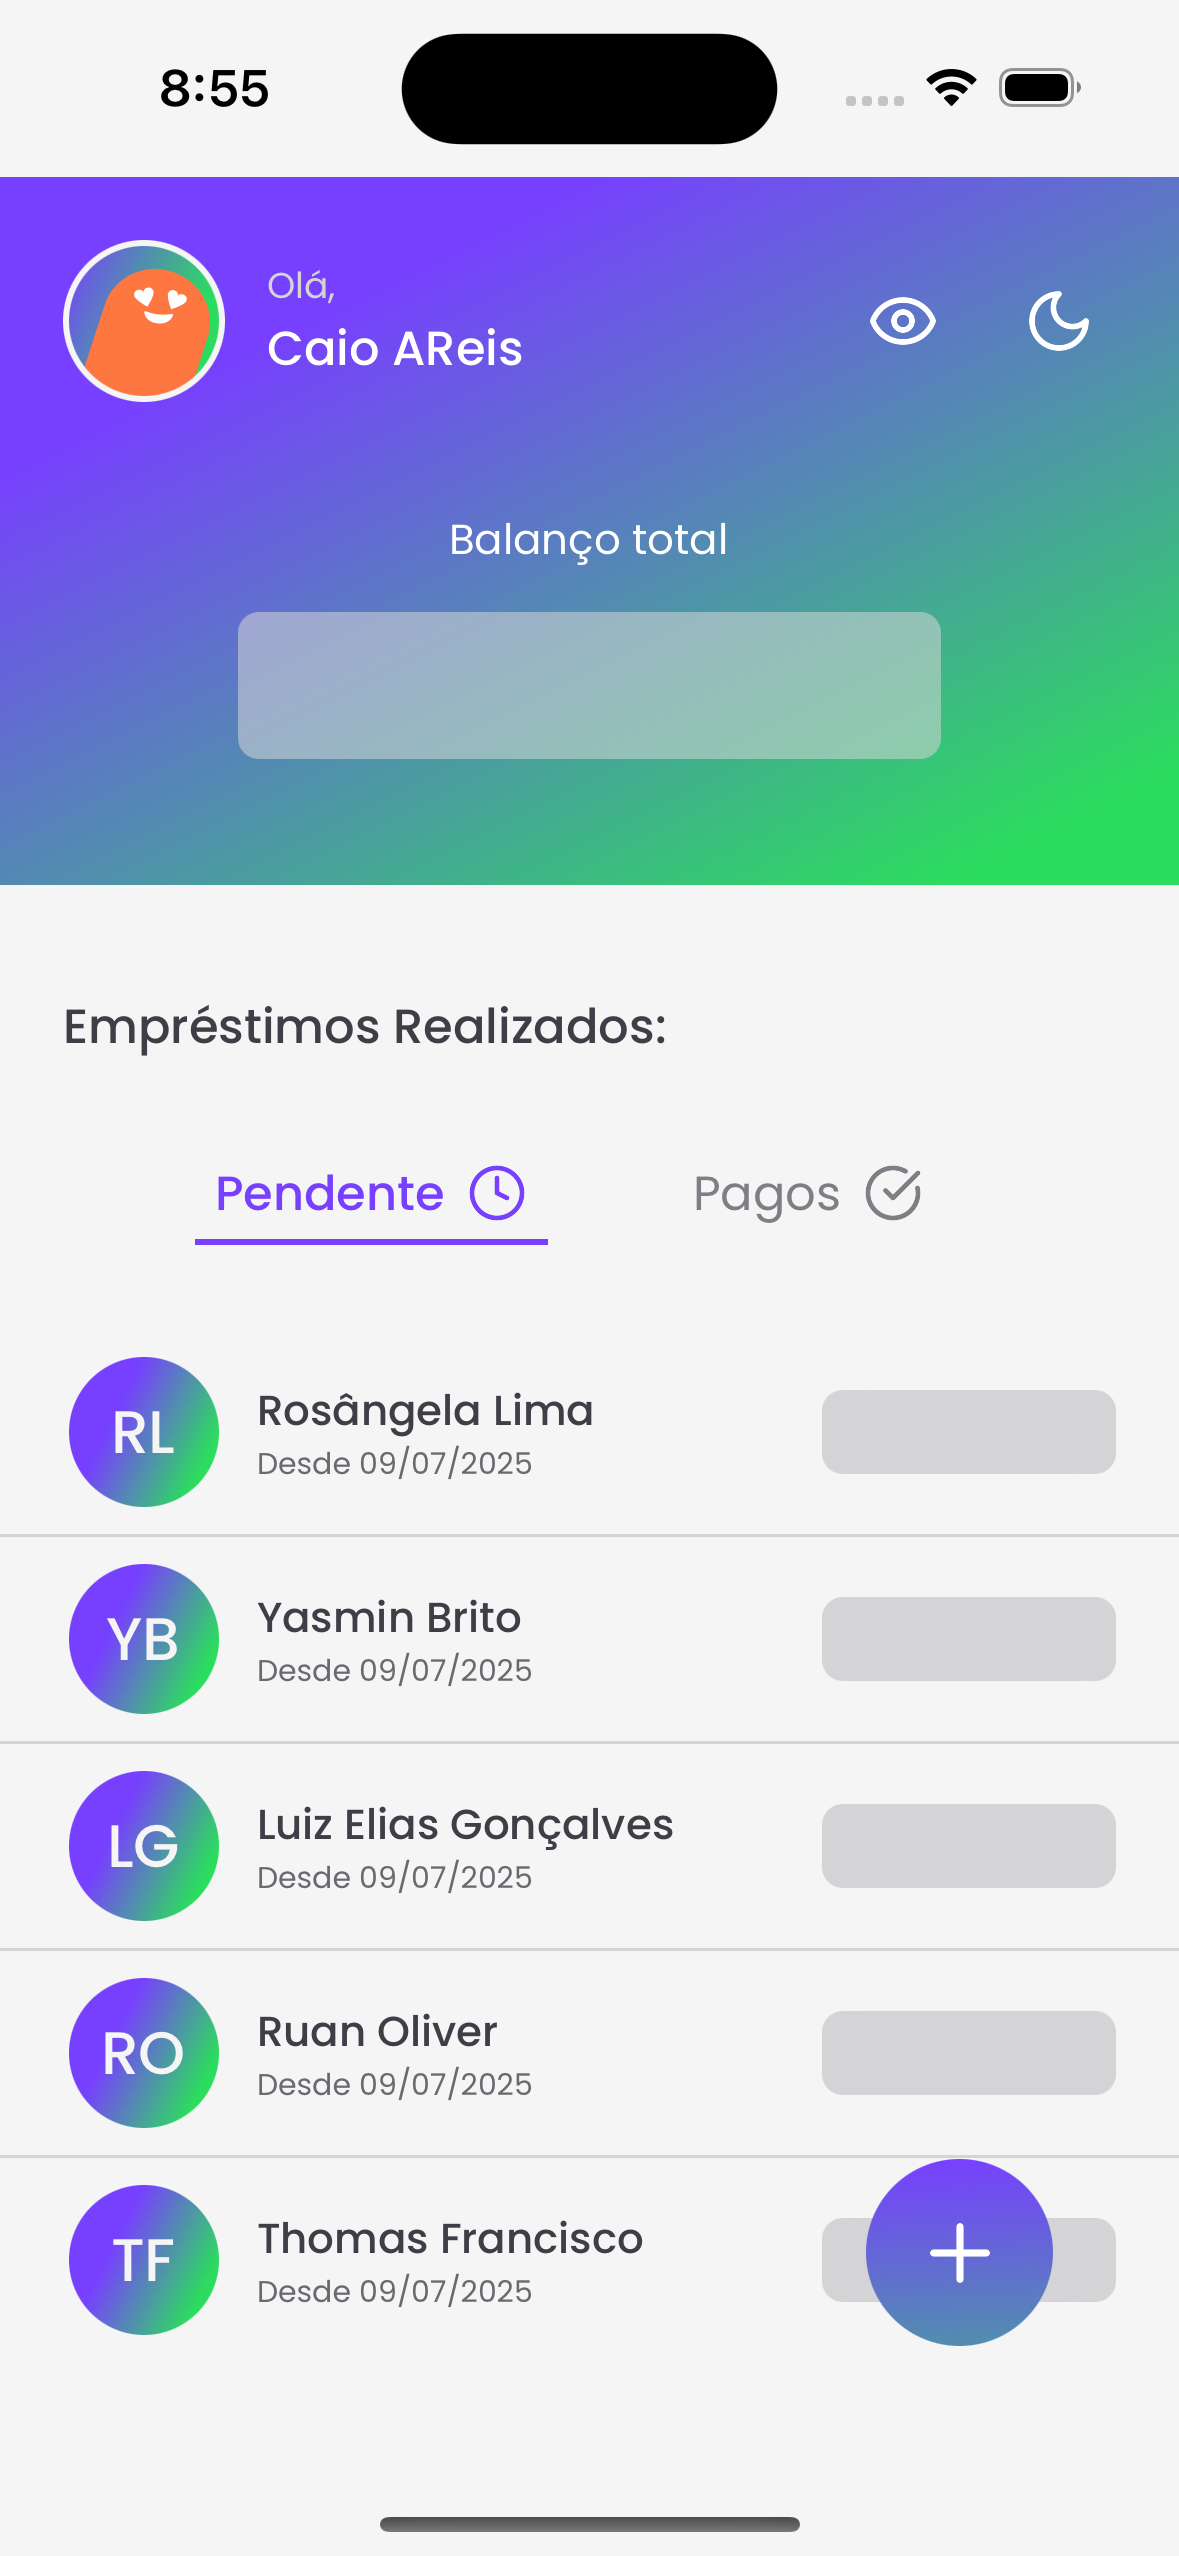 8:55
Olá,
Caio AReis
Balanço total
Empréstimos Realizados:
Pendente
Pagos
RL
Rosângela Lima
Desde 09/07/2025
YB
Yasmin Brito
Desde 09/07/2025
LG
Luiz Elias Gonçalves
Desde 09/07/2025
RO
Ruan Oliver
Desde 09/07/2025
TF
Thomas Francisco
Desde 09/07/2025